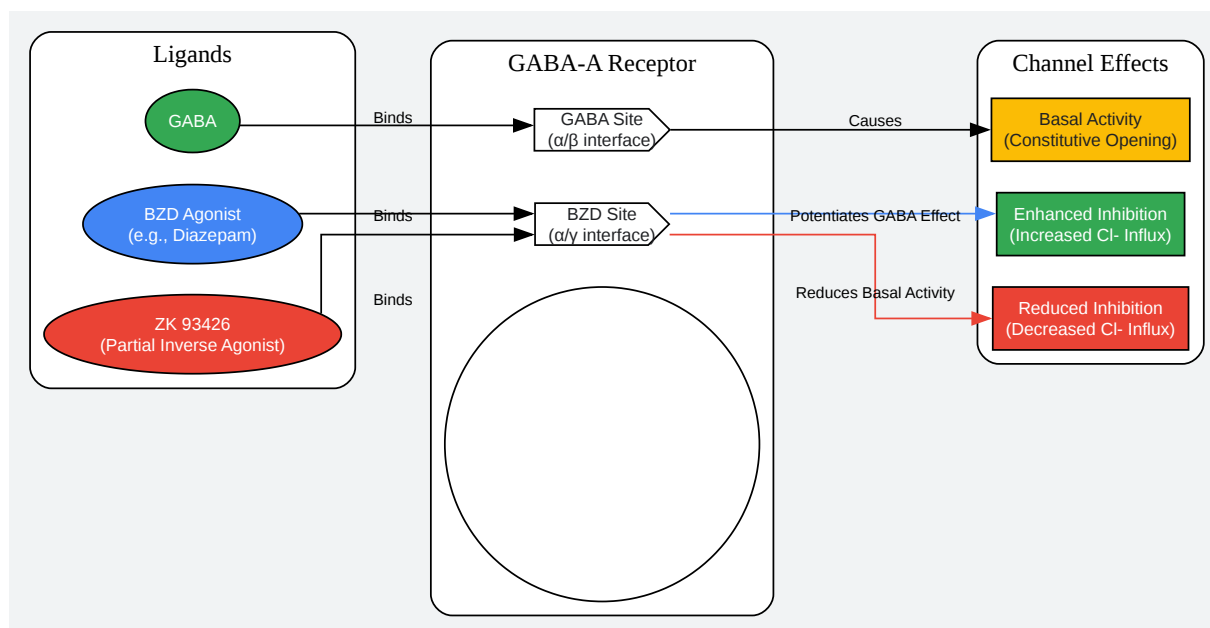 Ligands
GABA-A Receptor
Channel Effects
GABA
Binds
GABA Site
(α/β interface)
Causes
Basal Activity
(Constitutive Opening)
BZD Agonist
(e.g., Diazepam)
Binds
BZD Site
(α/γ interface)
Potentiates GABA Effect
Enhanced Inhibition
(Increased Cl- Influx)
ZK 93426
(Partial Inverse Agonist)
Binds
Reduces Basal Activity
Reduced Inhibition
(Decreased Cl- Influx)